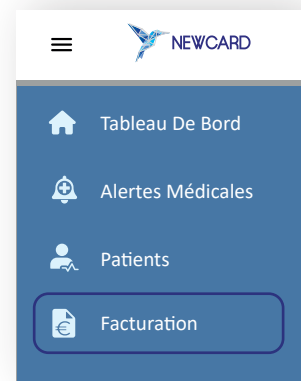 NEWCARD
Tableau De Bord
Alertes Médicales
Patients
Facturation